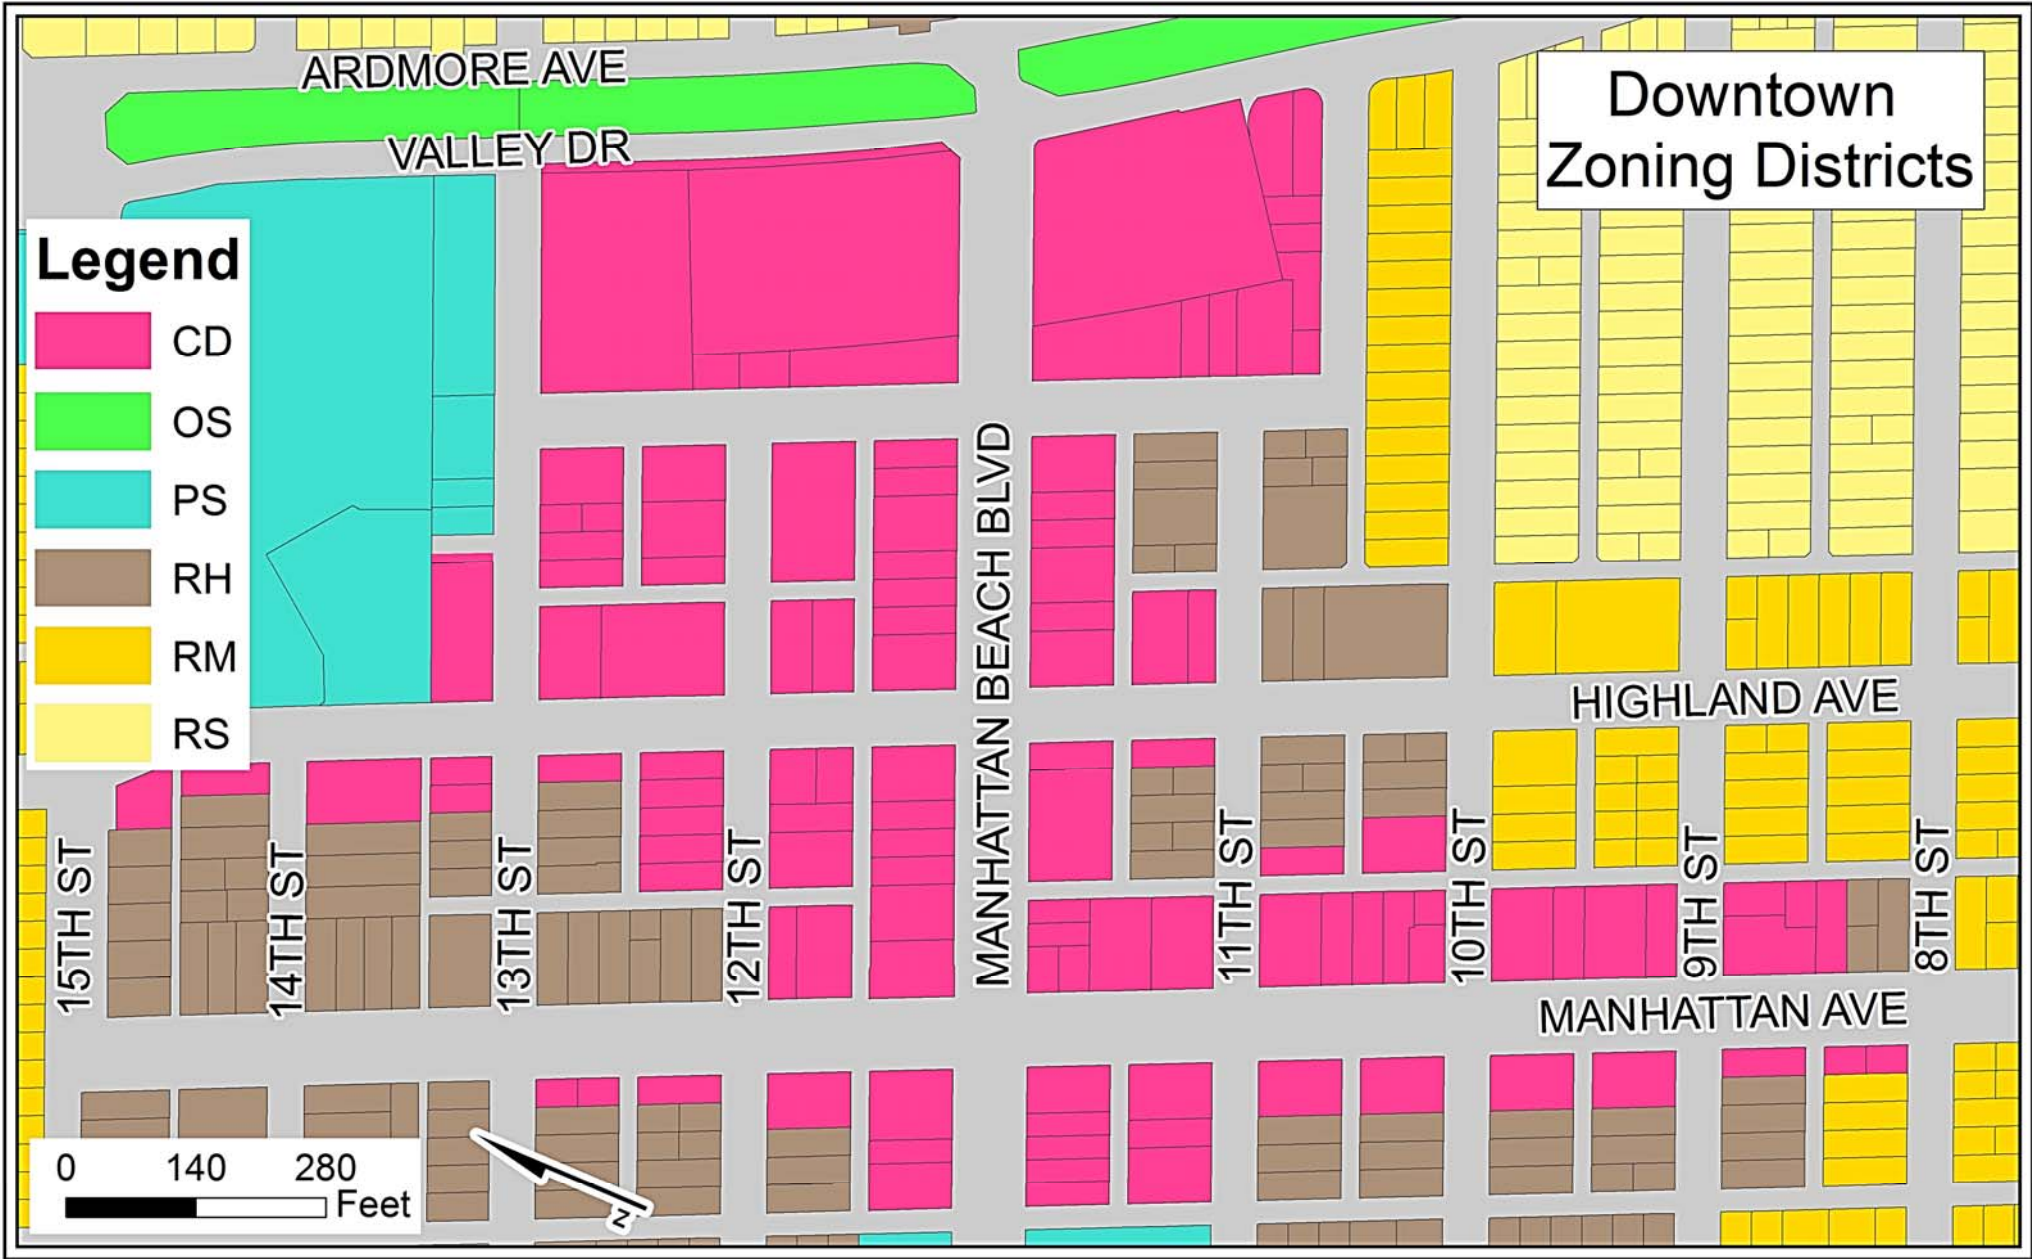 Downtown
Zoning Districts
ARDMORE AVE
VALLEY DR
Legend
CD
OS
PS
RH
RM
RS
MANHATTAN BEACH BLVD
HIGHLAND AVE
15TH ST
14TH ST
13TH ST
12TH ST
11TH ST
10TH ST
9TH ST
8TH ST
MANHATTAN AVE
0 140 280
Feet
N